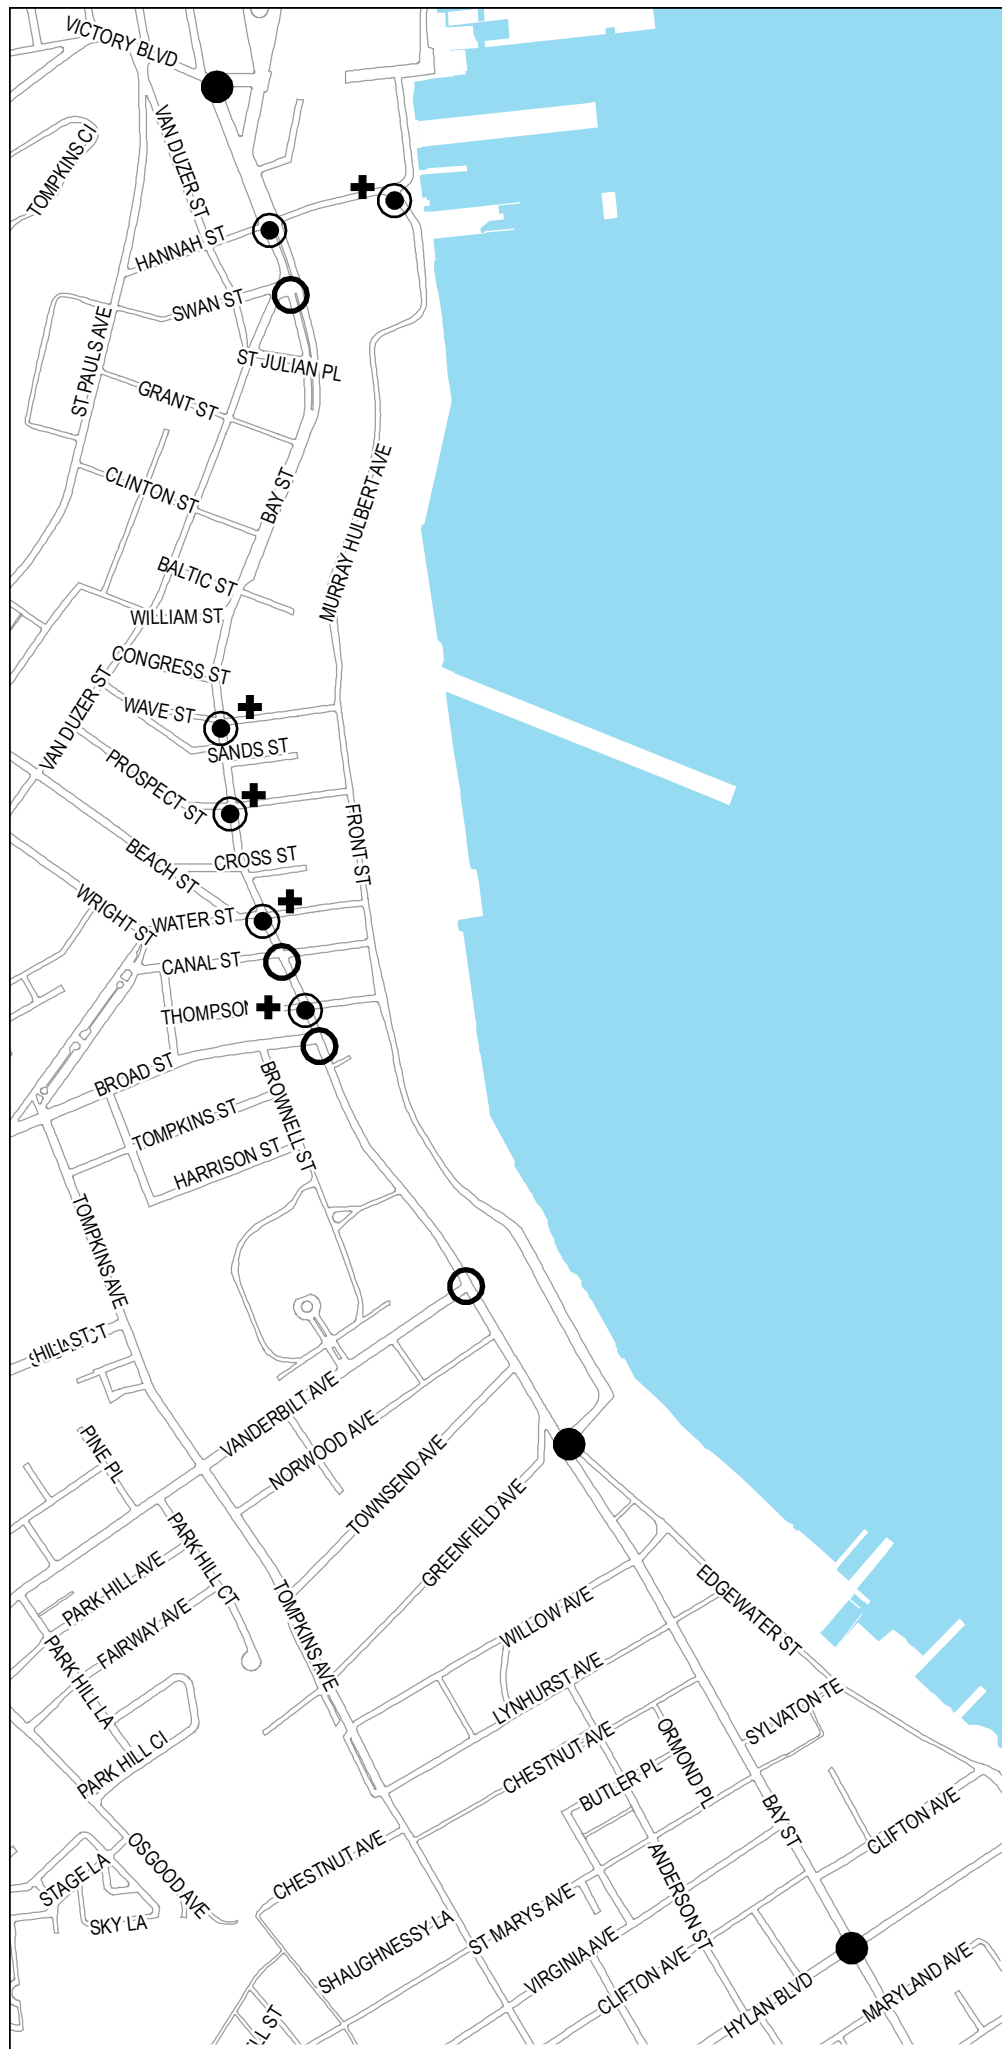 VICTORY BLVD
VAN DUZER ST
TOMPKINS CI
HANNAH ST
SWAN ST
ST PAULS AVE
ST JULIAN PL
GRANT ST
BAY ST
CLINTON ST
MURRAY HULBERT AVE
BALTIC ST
WILLIAM ST
CONGRESS ST
VAN DUZER ST
WAVE ST
SANDS ST
PROSPECT ST
FRONT ST
BEACH ST
CROSS ST
WRIGHT ST
WATER ST
CANAL ST
THOMPSON
BROAD ST
BROWNELL ST
TOMPKINS ST
HARRISON ST
TOMPKINS AVE
HILL ST
VANDERBILT AVE
NORWOOD AVE
PINE PL
TOWNSEND AVE
GREENFIELD AVE
PARK HILL CT
PARK HILL AVE
FAIRWAY AVE
TOMPKINS AVE
WILLOW AVE
EDGEWATER ST
PARK HILL LA
LYNHURST AVE
SYLVATON TE
PARK HILL CI
CHESTNUT AVE
ORMOND PL
BUTLER PL
BAY ST
CLIFTON AVE
OSGOOD AVE
CHESTNUT AVE
STAGE LA
SKY LA
ANDERSON ST
ST MARYS AVE
SHAUGHNESSY LA
VIRGINIA AVE
CLIFTON AVE
HYLAN BLVD
MARYLAND AVE
LL ST